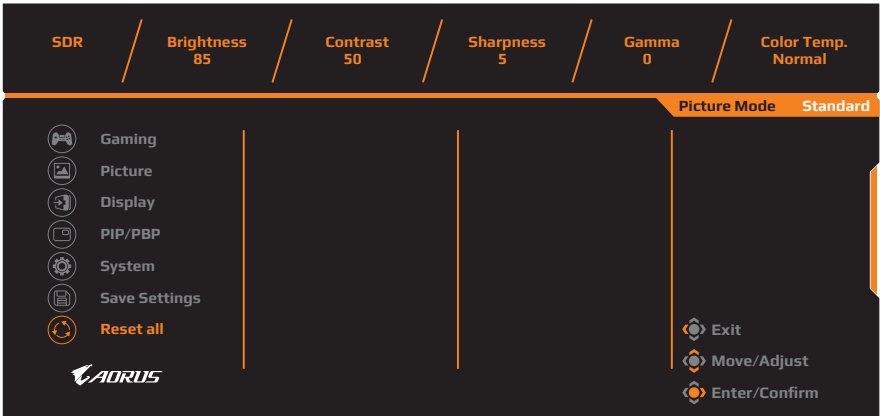 SDR
Brightness
85
Contrast
50
Sharpness
5
Gamma
0
Color Temp.
Normal
Picture Mode Standard
Gaming
Picture
Display
PIP/PBP
System
Save Settings
Reset all
AORUS
Exit
Move/Adjust
Enter/Confirm